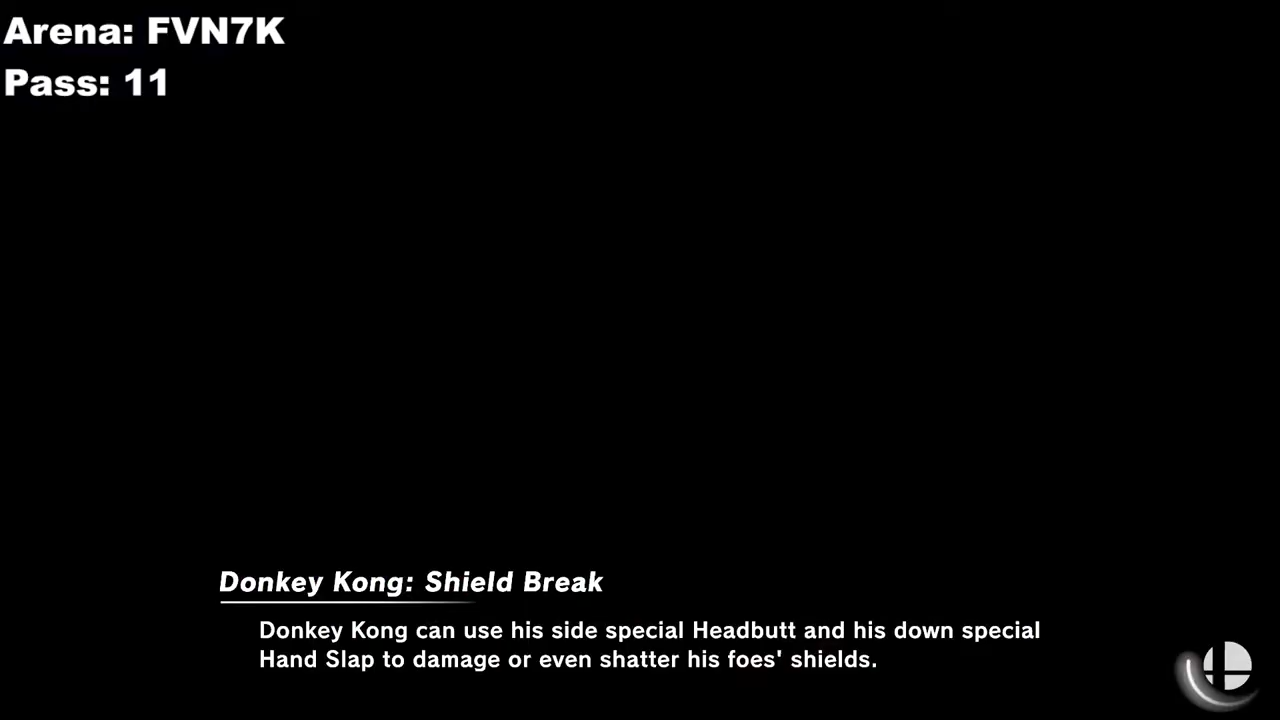 Arena: FVN7K
Pass: 11
Donkey Kong: Shield Break
Donkey Kong can use his side special Headbutt and his down special
Hand Slap to damage or even shatter his foes' shields.